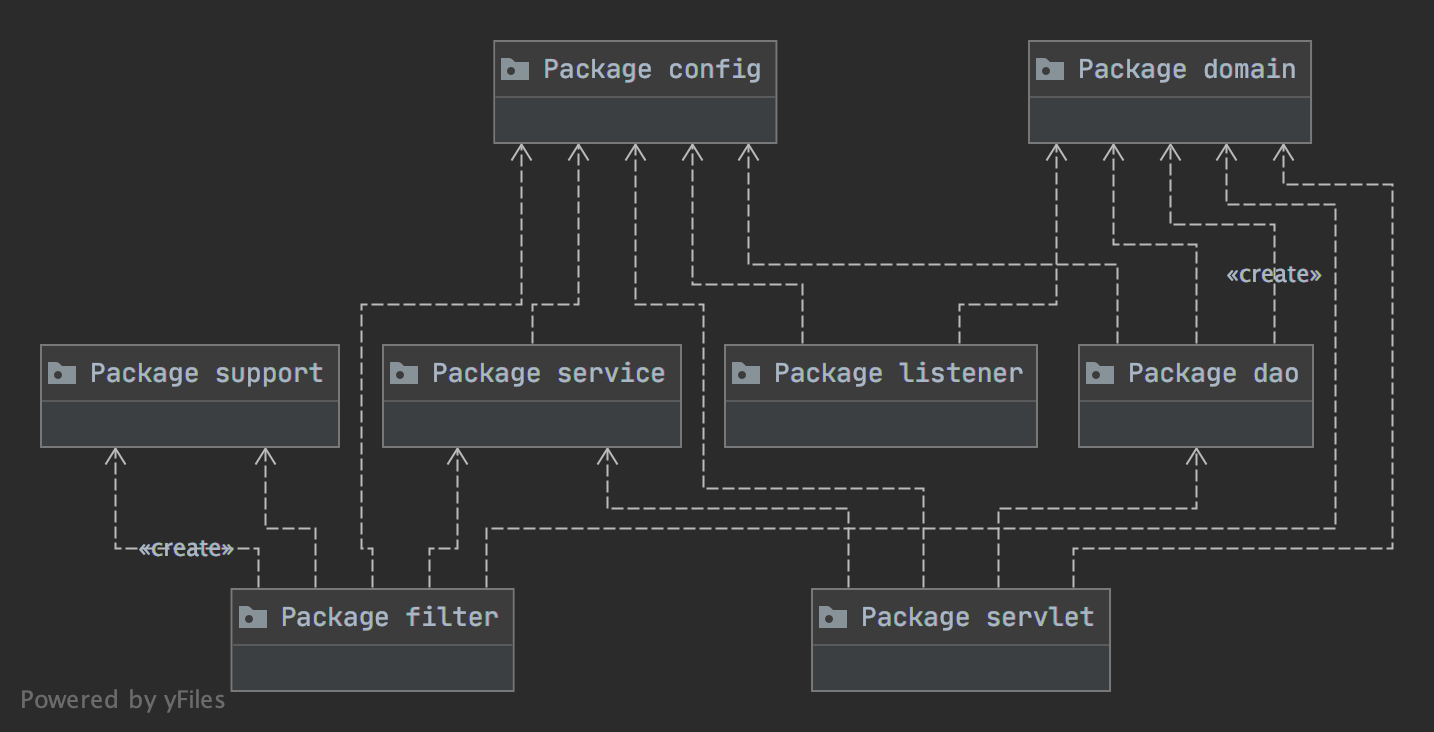 Package config
Package domain
«create»
Package support
Package service
Package listener
Package dao
«create»
Package filter
Package servlet
Powered by yFiles